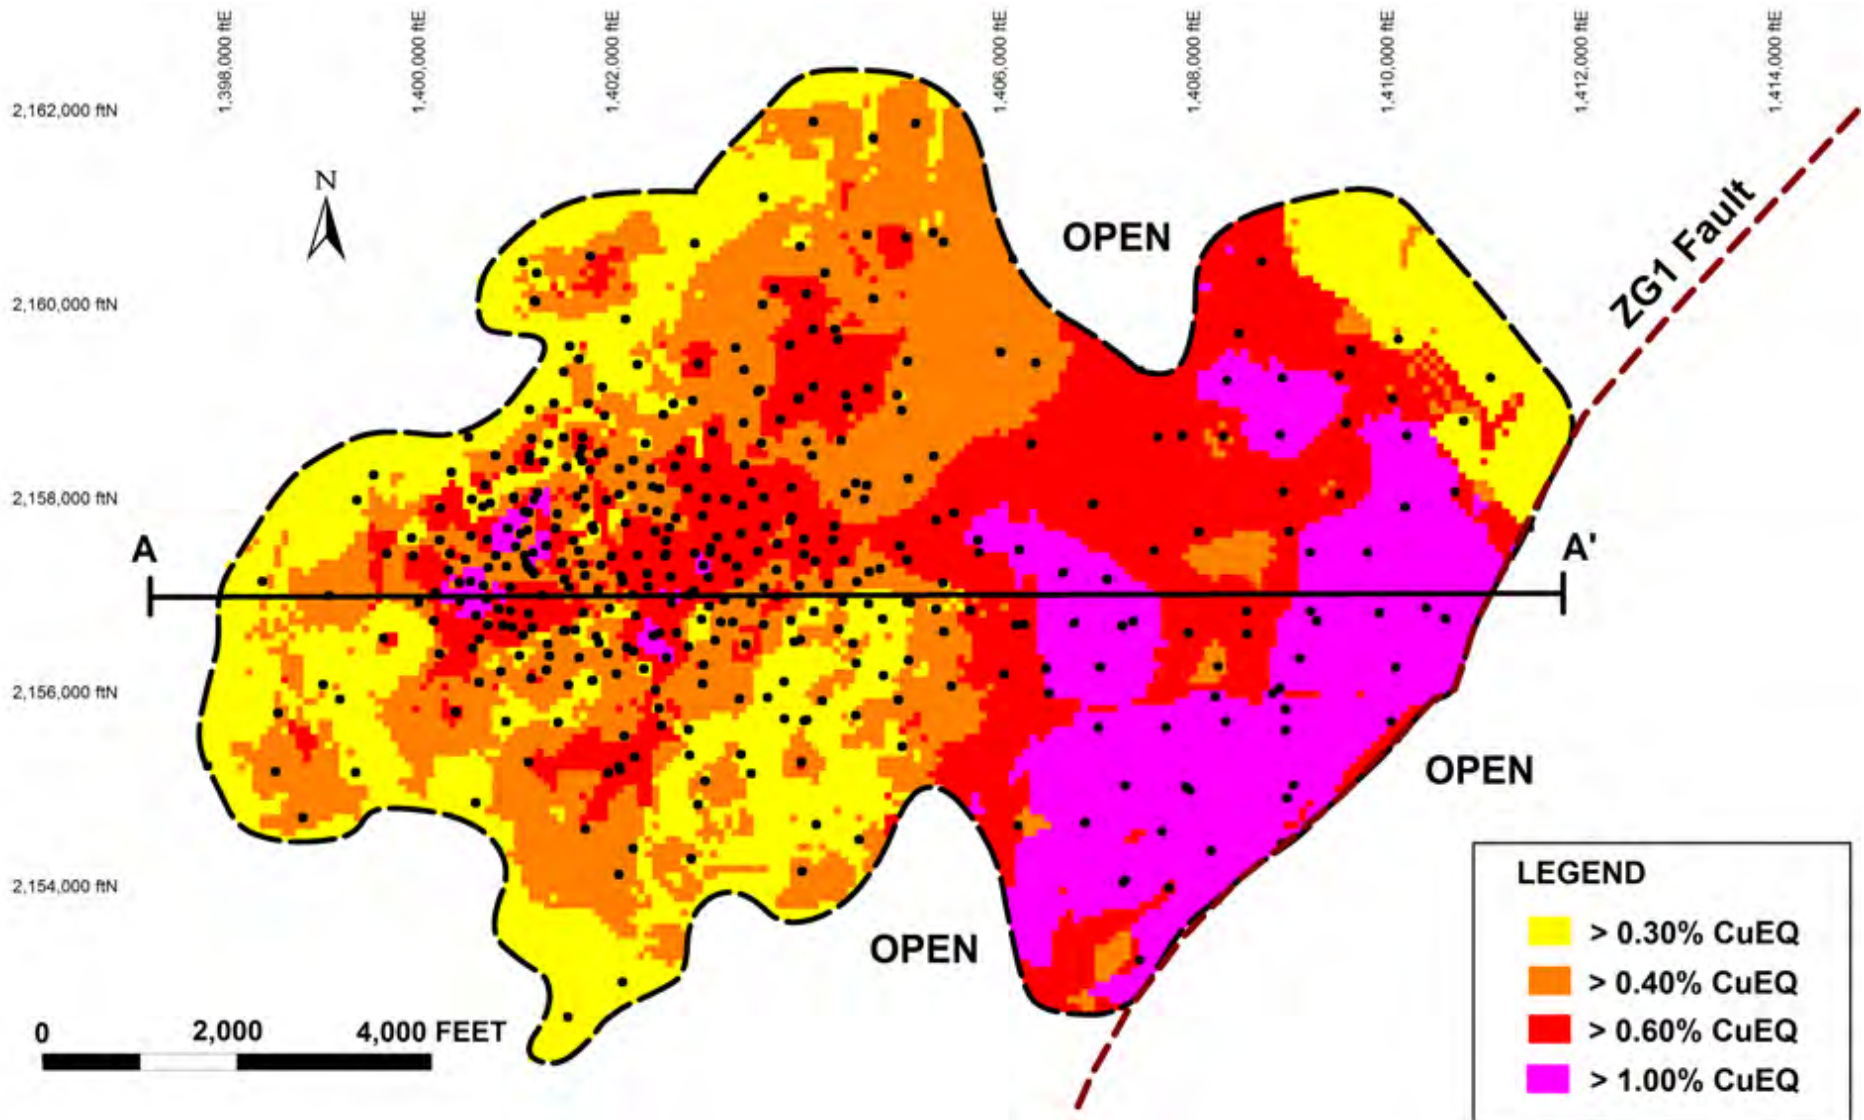 1,398,000 ftE
1,400,000 ftE
1,402,000 ftE
1,406,000 ftE
1,408,000 ftE
1,410,000 ftE
1,412,000 ftE
1,414,000 ftE
2,162,000 ftN
N
OPEN
ZG1 Fault
2,160,000 ftN
2,158,000 ftN
A
A'
2,156,000 ftN
OPEN
2,154,000 ftN
OPEN
LEGEND
> 0.30% CuEQ
> 0.40% CuEQ
> 0.60% CuEQ
> 1.00% CuEQ
0 2,000 4,000 FEET